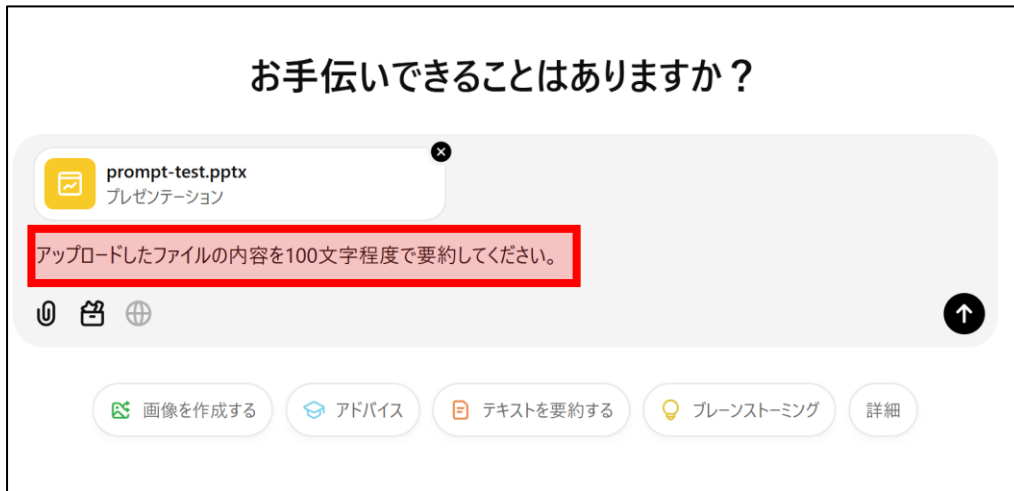 お手伝いできることはありますか？
prompt-test.pptx
プレゼンテーション
アップロードしたファイルの内容を100文字程度で要約してください。
画像を作成する
アドバイス
テキストを要約する
ブレーンストーミング
詳細